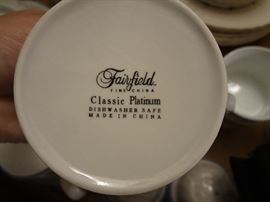 Fairfield
FINE CHINA
Classic Platinum
DISHWASHER SAFE
MADE IN CHINA